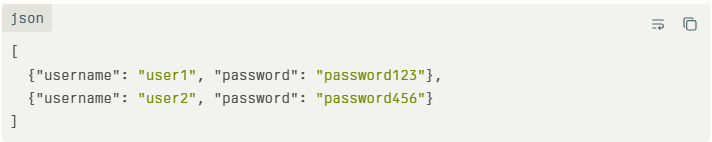 json
[
  {"username": "user1", "password": "password123"},
  {"username": "user2", "password": "password456"}
]